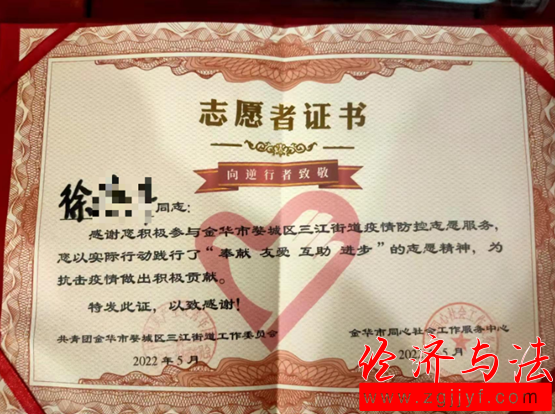 志愿者证书
向逆行者致敬
徐
同志：
感谢您积极参与金华市婺城区三江街道疫情防控志愿服务，
您以实际行动践行了“奉献 友爱 互助 进步”的志愿精神，为
抗击疫情做出积极贡献。
特发此证，以致感谢！
共青团金华市婺城区三江街道工作委员会
金华市同心社会工作服务中心
2022年5月
2022年5月
经济与法
www.zgjjyf.com